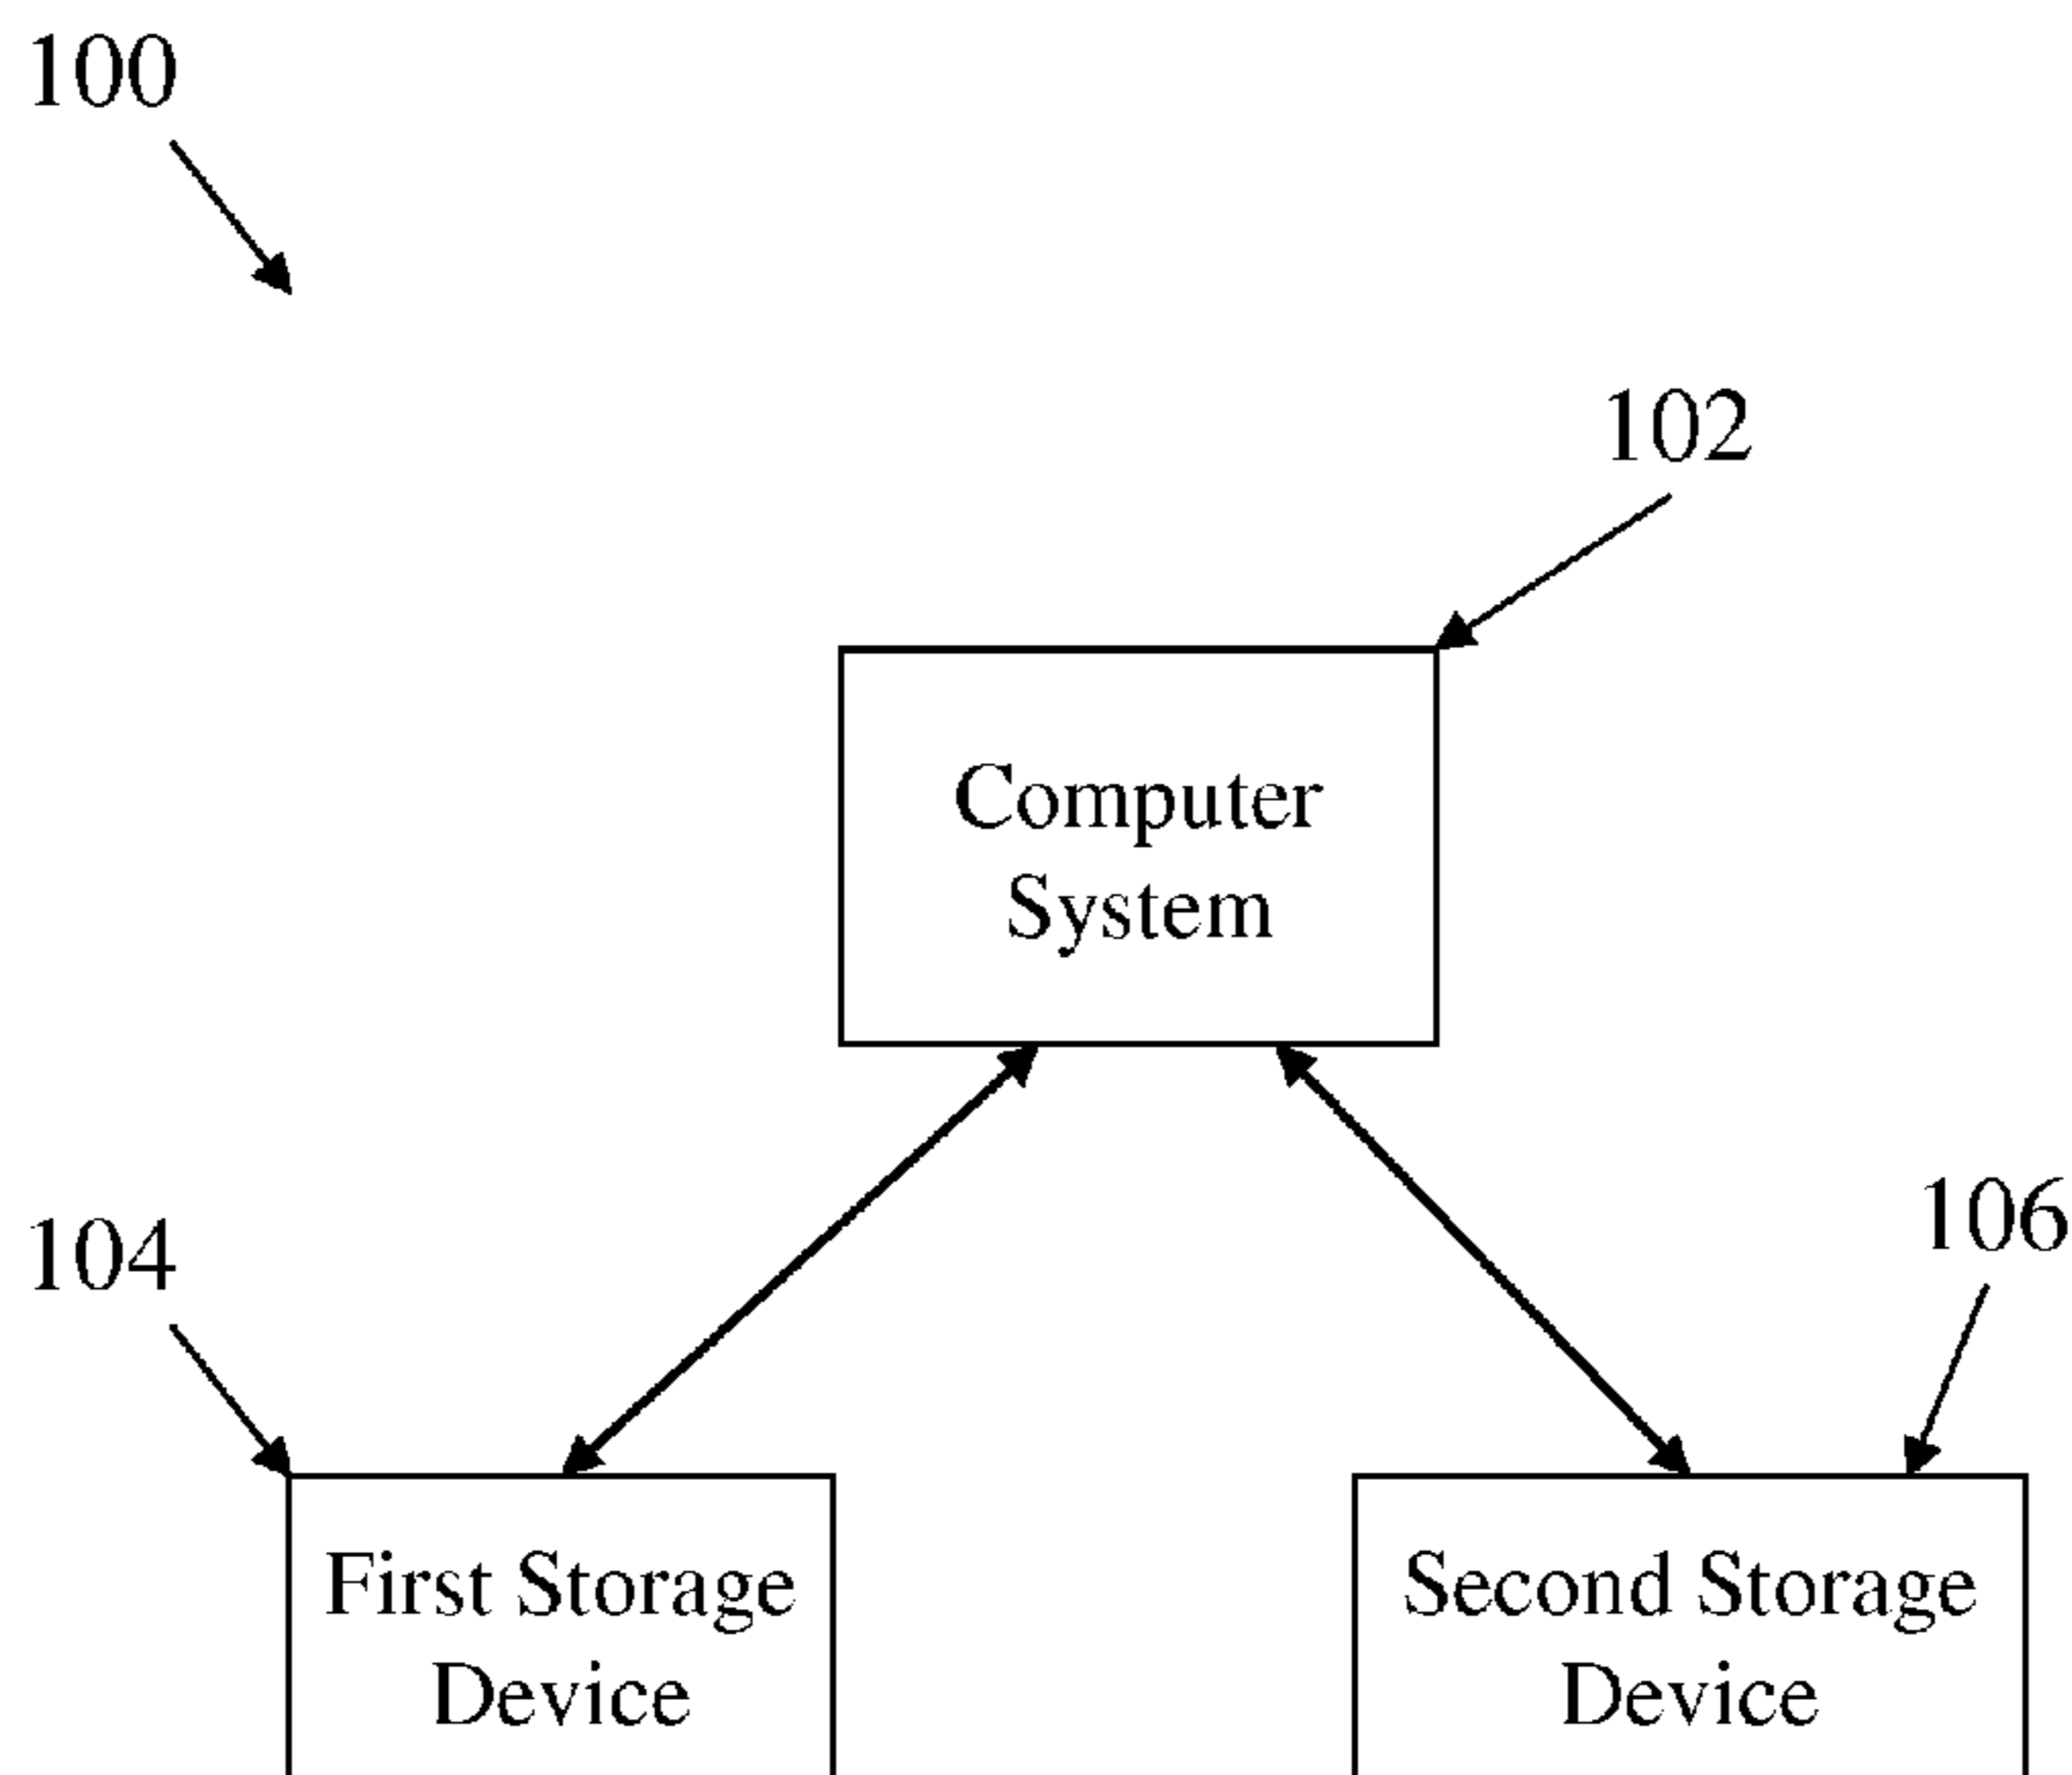 100
102
Computer
System
104
106
First Storage
Device
Second Storage
Device